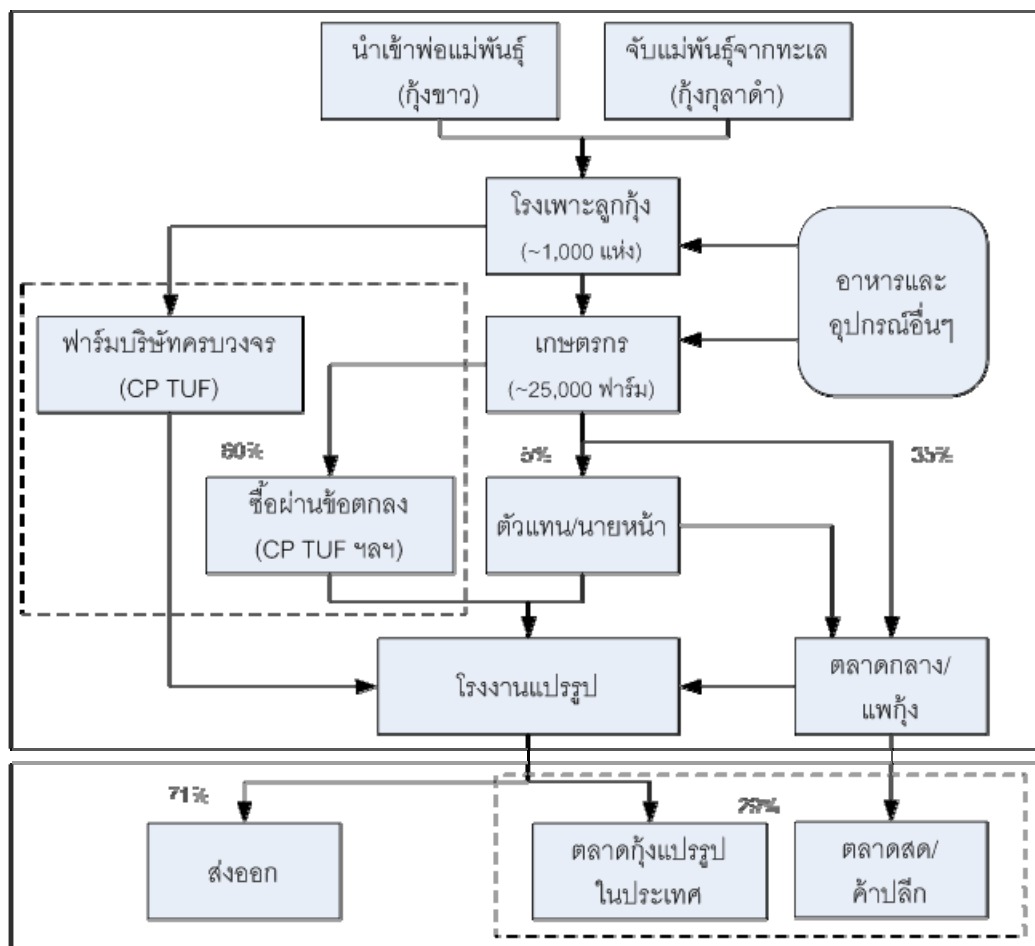 นำเข้าพ่อแม่พันธุ์
(กุ้งขาว)
จับแม่พันธุ์จากทะเล
(กุ้งกุลาดำ)
โรงเพาะลูกกุ้ง
(~1,000 แห่ง)
อาหารและ
อุปกรณ์อื่นๆ
ฟาร์มบริษัทครบวงจร
(CP TUF)
เกษตรกร
(~25,000 ฟาร์ม)
60%
5%
35%
ซื้อผ่านข้อตกลง
(CP TUF ฯลฯ)
ตัวแทน/นายหน้า
โรงงานแปรรูป
ตลาดกลาง/
แพกุ้ง
71%
29%
ส่งออก
ตลาดกุ้งแปรรูป
ในประเทศ
ตลาดสด/
ค้าปลีก